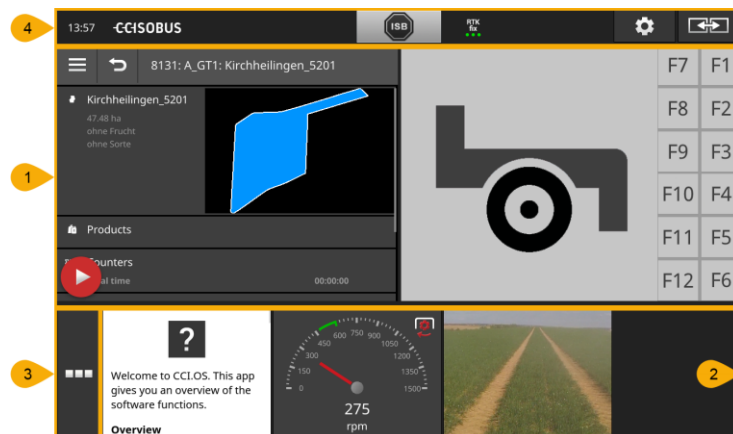 4
13:57
CCISOBUS
ISB
RTK
fix
8131: A_GT1: Kirchheilingen_5201
F7 F1
Kirchheilingen_5201
47.48 ha
ohne Frucht
ohne Sorte
F8 F2
F9 F3
1
F10 F4
Products
F11 F5
Counters
00:00:00
F12 F6
?
Welcome to CCI.OS. This app
gives you an overview of the
software functions.
Overview
0
150
300
450
600
750
900
1050
1200
1350
1500
275
rpm
3
2